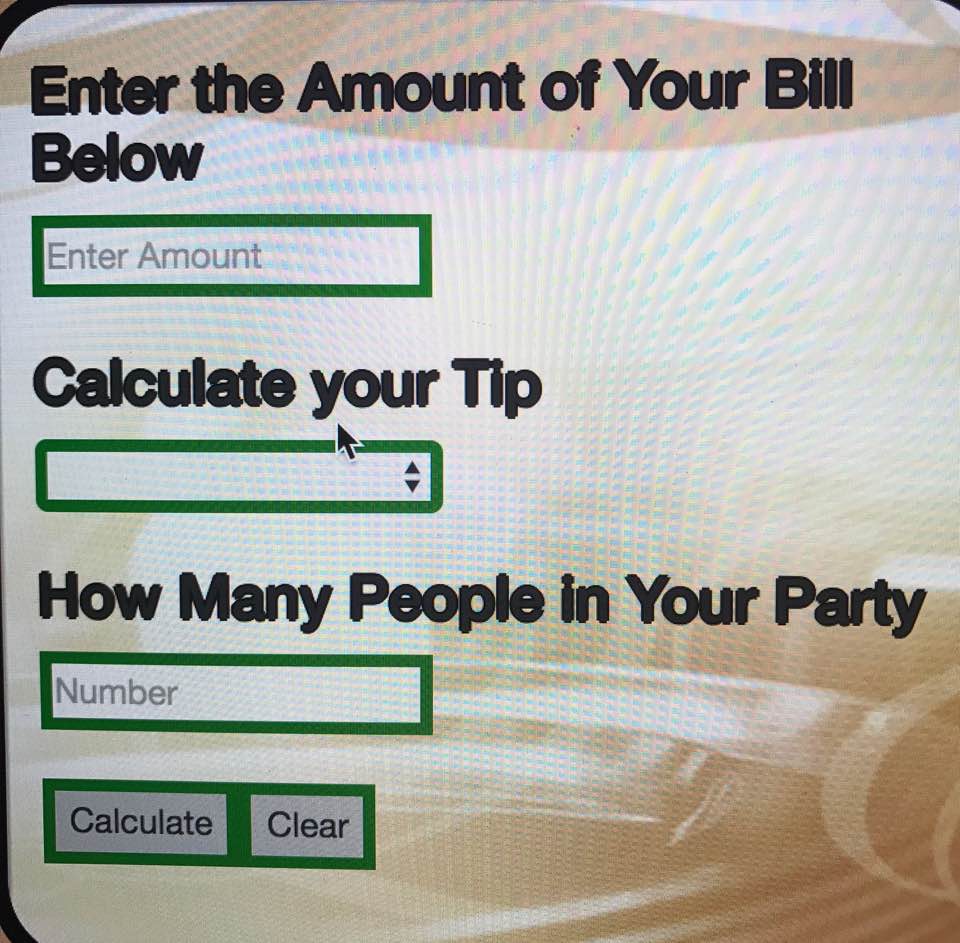 Enter the Amount of Your Bill
Below
Enter Amount
Calculate your Tip
How Many People in Your Party
Number
Calculate Clear